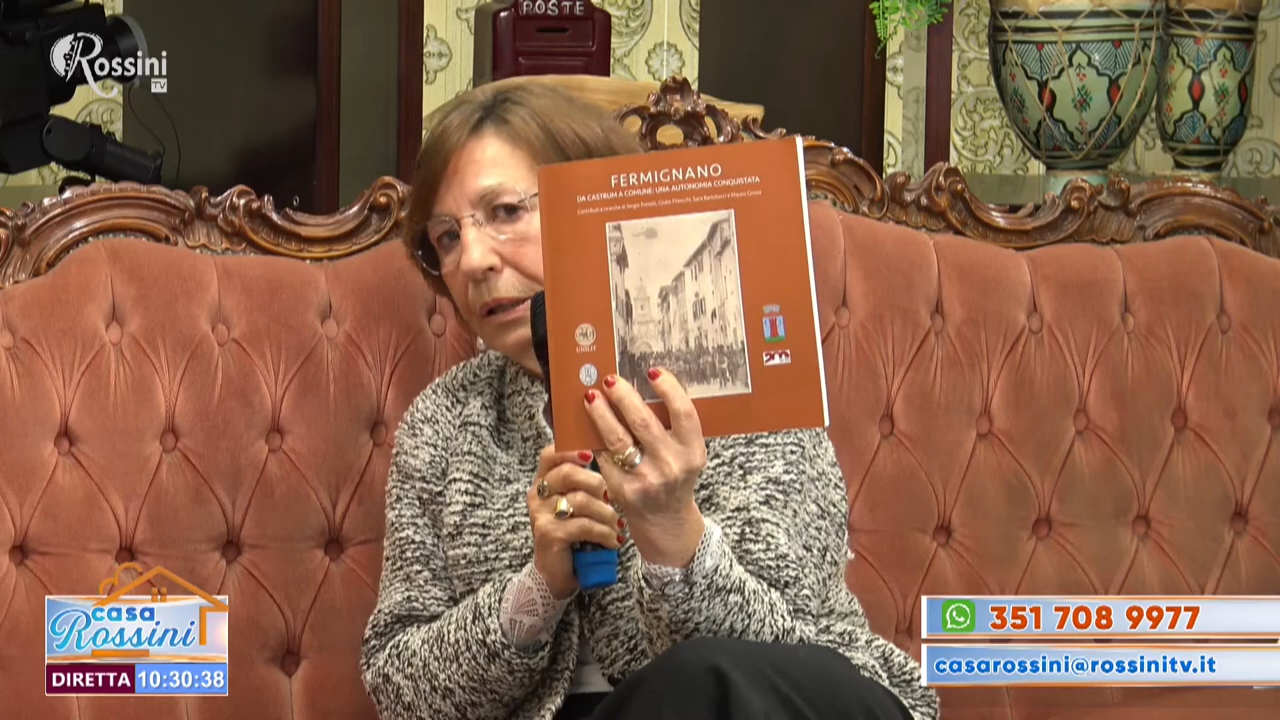 POSTE
Rossini
TV
FERMIGNANO
DA CASTRUM A COMUNE: UNA AUTONOMIA CONQUISTATA
UNILIT
casa
Rossini
DIRETTA 10:30:38
351 708 9977
casarossini@rossinitv.it